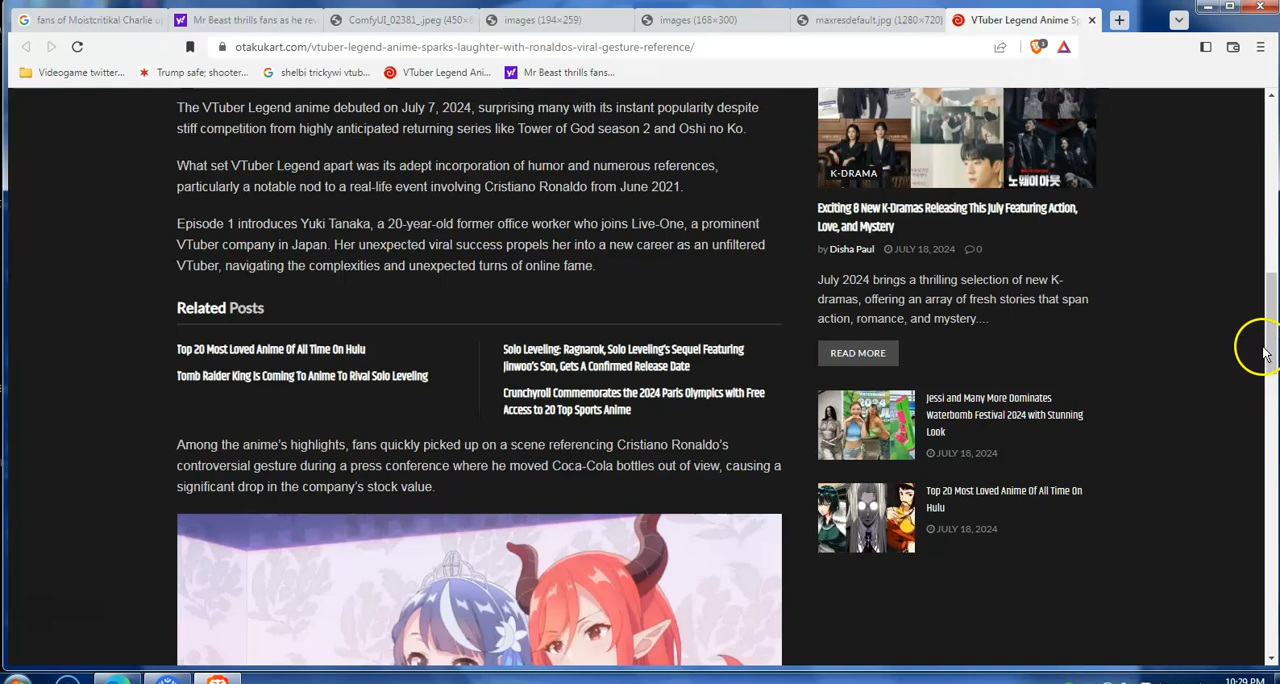 fans of Moistcritikal Charlie u
Mr Beast thrills fans as he rev
ComfyUI_02381_.jpeg (450×6
images (194×259)
images (168×300)
maxresdefault.jpg (1280×720)
VTuber Legend Anime Sp
otakukart.com/vtuber-legend-anime-sparks-laughter-with-ronaldos-viral-gesture-reference/
Videogame twitter...
Trump safe; shooter...
shelbi trickywi vtub...
VTuber Legend Ani...
Mr Beast thrills fans...
The VTuber Legend anime debuted on July 7, 2024, surprising many with its instant popularity despite
stiff competition from highly anticipated returning series like Tower of God season 2 and Oshi no Ko.
What set VTuber Legend apart was its adept incorporation of humor and numerous references,
particularly a notable nod to a real-life event involving Cristiano Ronaldo from June 2021.
Episode 1 introduces Yuki Tanaka, a 20-year-old former office worker who joins Live-One, a prominent
VTuber company in Japan. Her unexpected viral success propels her into a new career as an unfiltered
VTuber, navigating the complexities and unexpected turns of online fame.
Related Posts
Top 20 Most Loved Anime Of All Time On Hulu
Tomb Raider King Is Coming To Anime To Rival Solo Leveling
Solo Leveling: Ragnarok, Solo Leveling's Sequel Featuring
Jinwoo's Son, Gets A Confirmed Release Date
Crunchyroll Commemorates the 2024 Paris Olympics with Free
Access to 20 Top Sports Anime
Among the anime's highlights, fans quickly picked up on a scene referencing Cristiano Ronaldo's
controversial gesture during a press conference where he moved Coca-Cola bottles out of view, causing a
significant drop in the company's stock value.
K-DRAMA
노웨이아웃
Exciting 8 New K-Dramas Releasing This July Featuring Action,
Love, and Mystery
by Disha Paul JULY 18, 2024 0
July 2024 brings a thrilling selection of new K-
dramas, offering an array of fresh stories that span
action, romance, and mystery....
READ MORE
Jessi and Many More Dominates
Waterbomb Festival 2024 with Stunning
Look
JULY 18, 2024
Top 20 Most Loved Anime Of All Time On
Hulu
JULY 18, 2024
10:29 PM